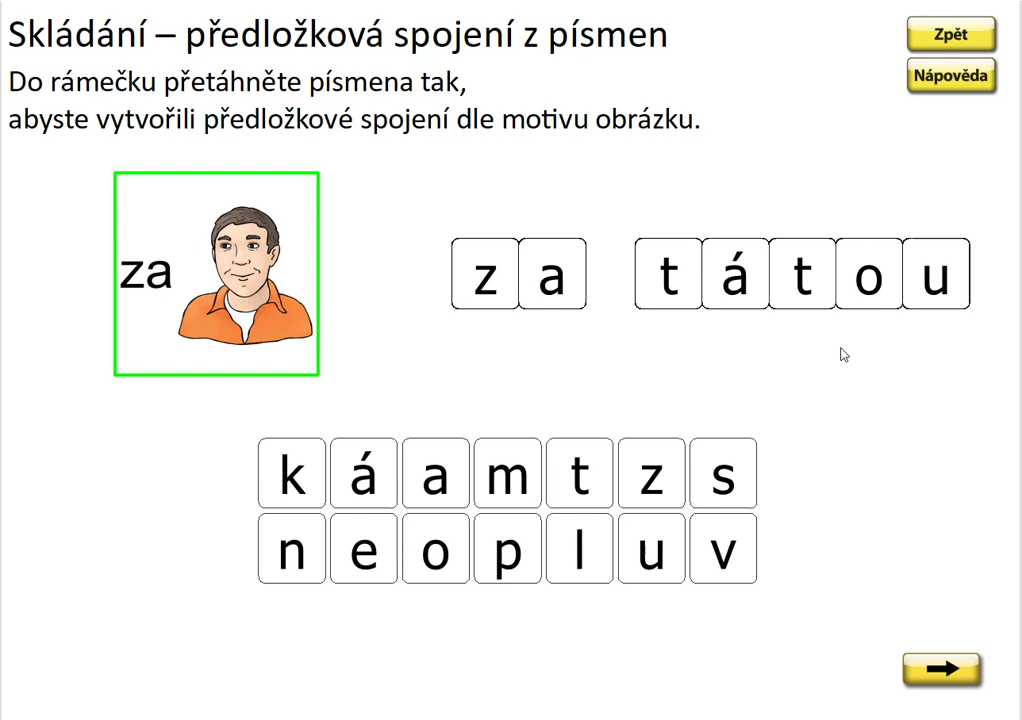 Skládání – předložková spojení z písmen
Zpět
Do rámečku přetáhněte písmena tak,
Nápověda
abyste vytvořili předložkové spojení dle motivu obrázku.
za
z a t á t o u
k á a m t z s
n e o p l u v